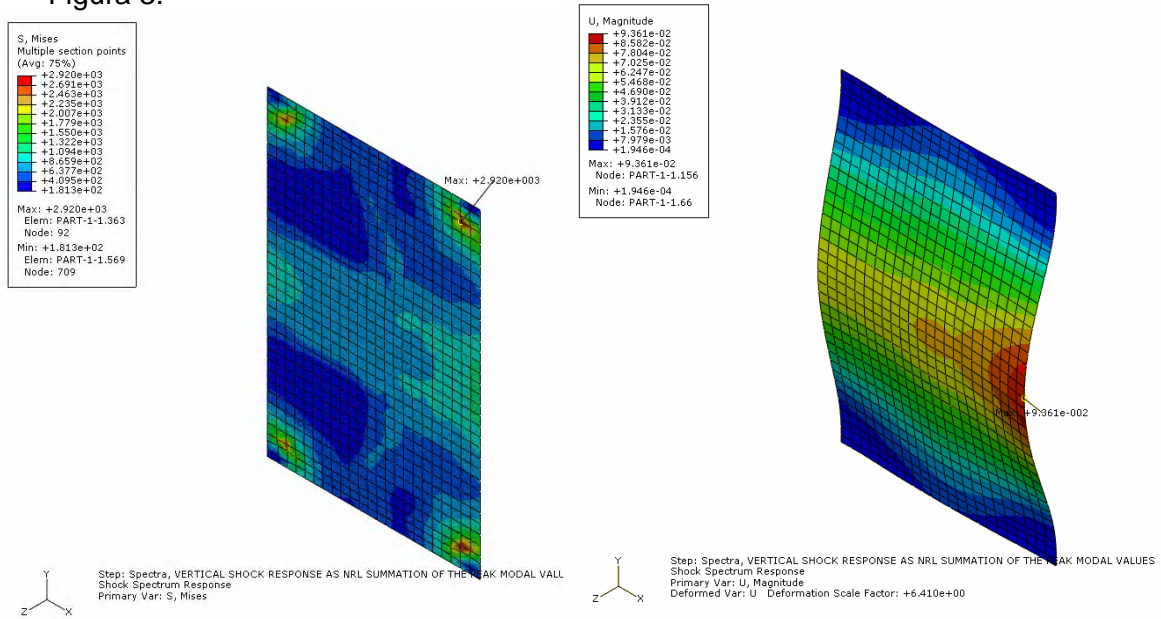 Figura 8:
S, Mises
Multiple section points
(Avg: 75%)
+2.920e+03
+2.691e+03
+2.463e+03
+2.235e+03
+2.007e+03
+1.779e+03
+1.550e+03
+1.322e+03
+1.094e+03
+8.659e+02
+6.377e+02
+4.095e+02
+1.813e+02
Max: +2.920e+03
Elem: PART-1-1.363
Node: 92
Min: +1.813e+02
Elem: PART-1-1.569
Node: 709
Max: +2.920e+003
Y
Z X
Step: Spectra, VERTICAL SHOCK RESPONSE AS NRL SUMMATION OF THE PEAK MODAL VALU
Shock Spectrum Response
Primary Var: S, Mises
U, Magnitude
+9.361e-02
+8.582e-02
+7.804e-02
+7.025e-02
+6.247e-02
+5.468e-02
+4.690e-02
+3.912e-02
+3.133e-02
+2.355e-02
+1.576e-02
+7.979e-03
+1.946e-04
Max: +9.361e-02
Node: PART-1-1.156
Min: +1.946e-04
Node: PART-1-1.66
Max: +9.361e-002
Y
Z X
Step: Spectra, VERTICAL SHOCK RESPONSE AS NRL SUMMATION OF THE PEAK MODAL VALUES
Shock Spectrum Response
Primary Var: U, Magnitude
Deformed Var: U Deformation Scale Factor: +6.410e+00